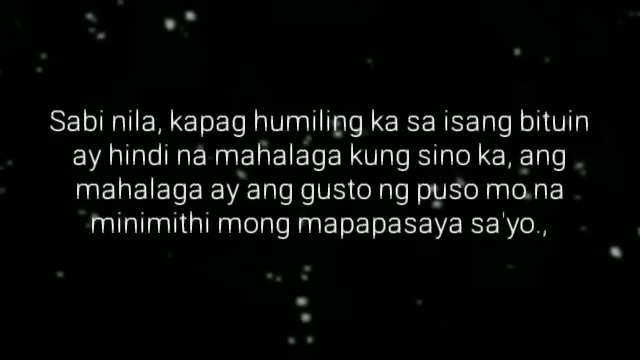 Sabi nila, kapag humiling ka sa isang bituin
ay hindi na mahalaga kung sino ka, ang
mahalaga ay ang gusto ng puso mo na
minimithi mong mapapasaya sa'yo.,